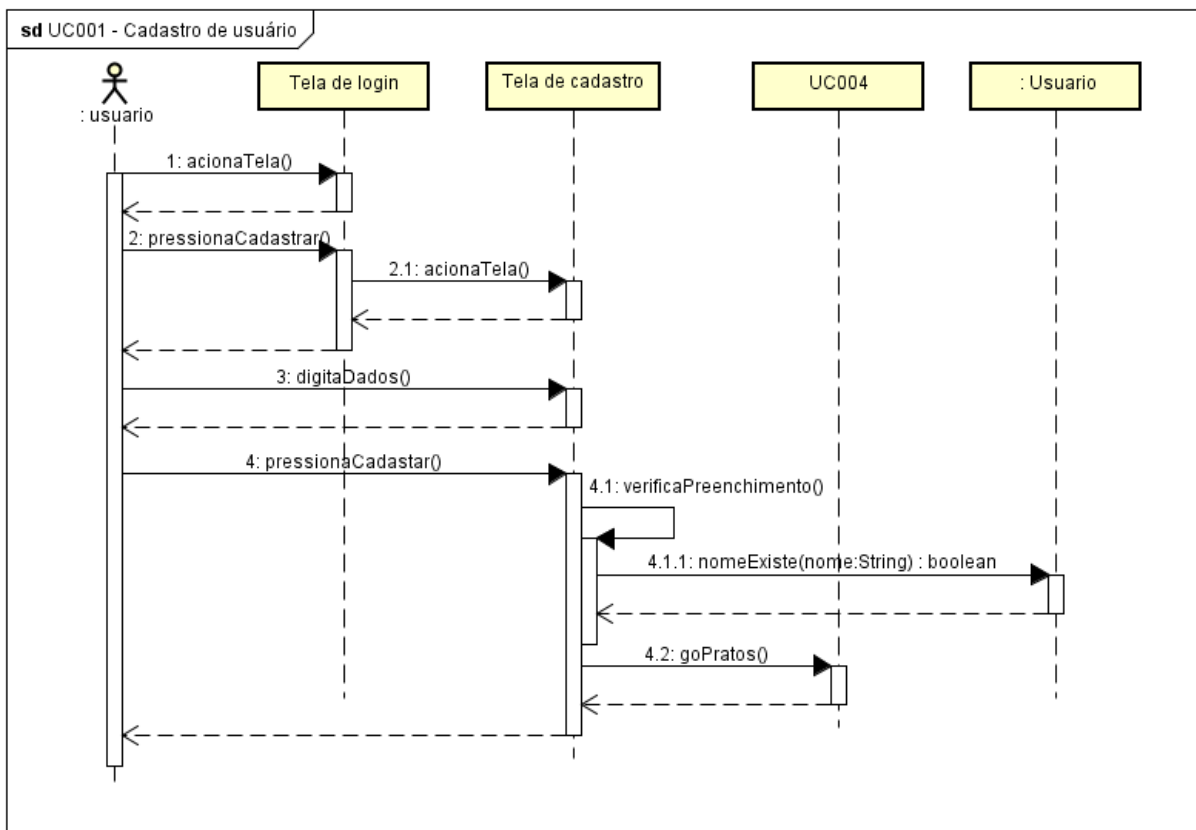 sd UC001 - Cadastro de usuário
: usuario
Tela de login
Tela de cadastro
UC004
: Usuario
1: acionaTela()
2: pressionaCadastrar()
2.1: acionaTela()
3: digitaDados()
4: pressionaCadastar()
4.1: verificaPreenchimento()
4.1.1: nomeExiste(nome:String) : boolean
4.2: goPratos()